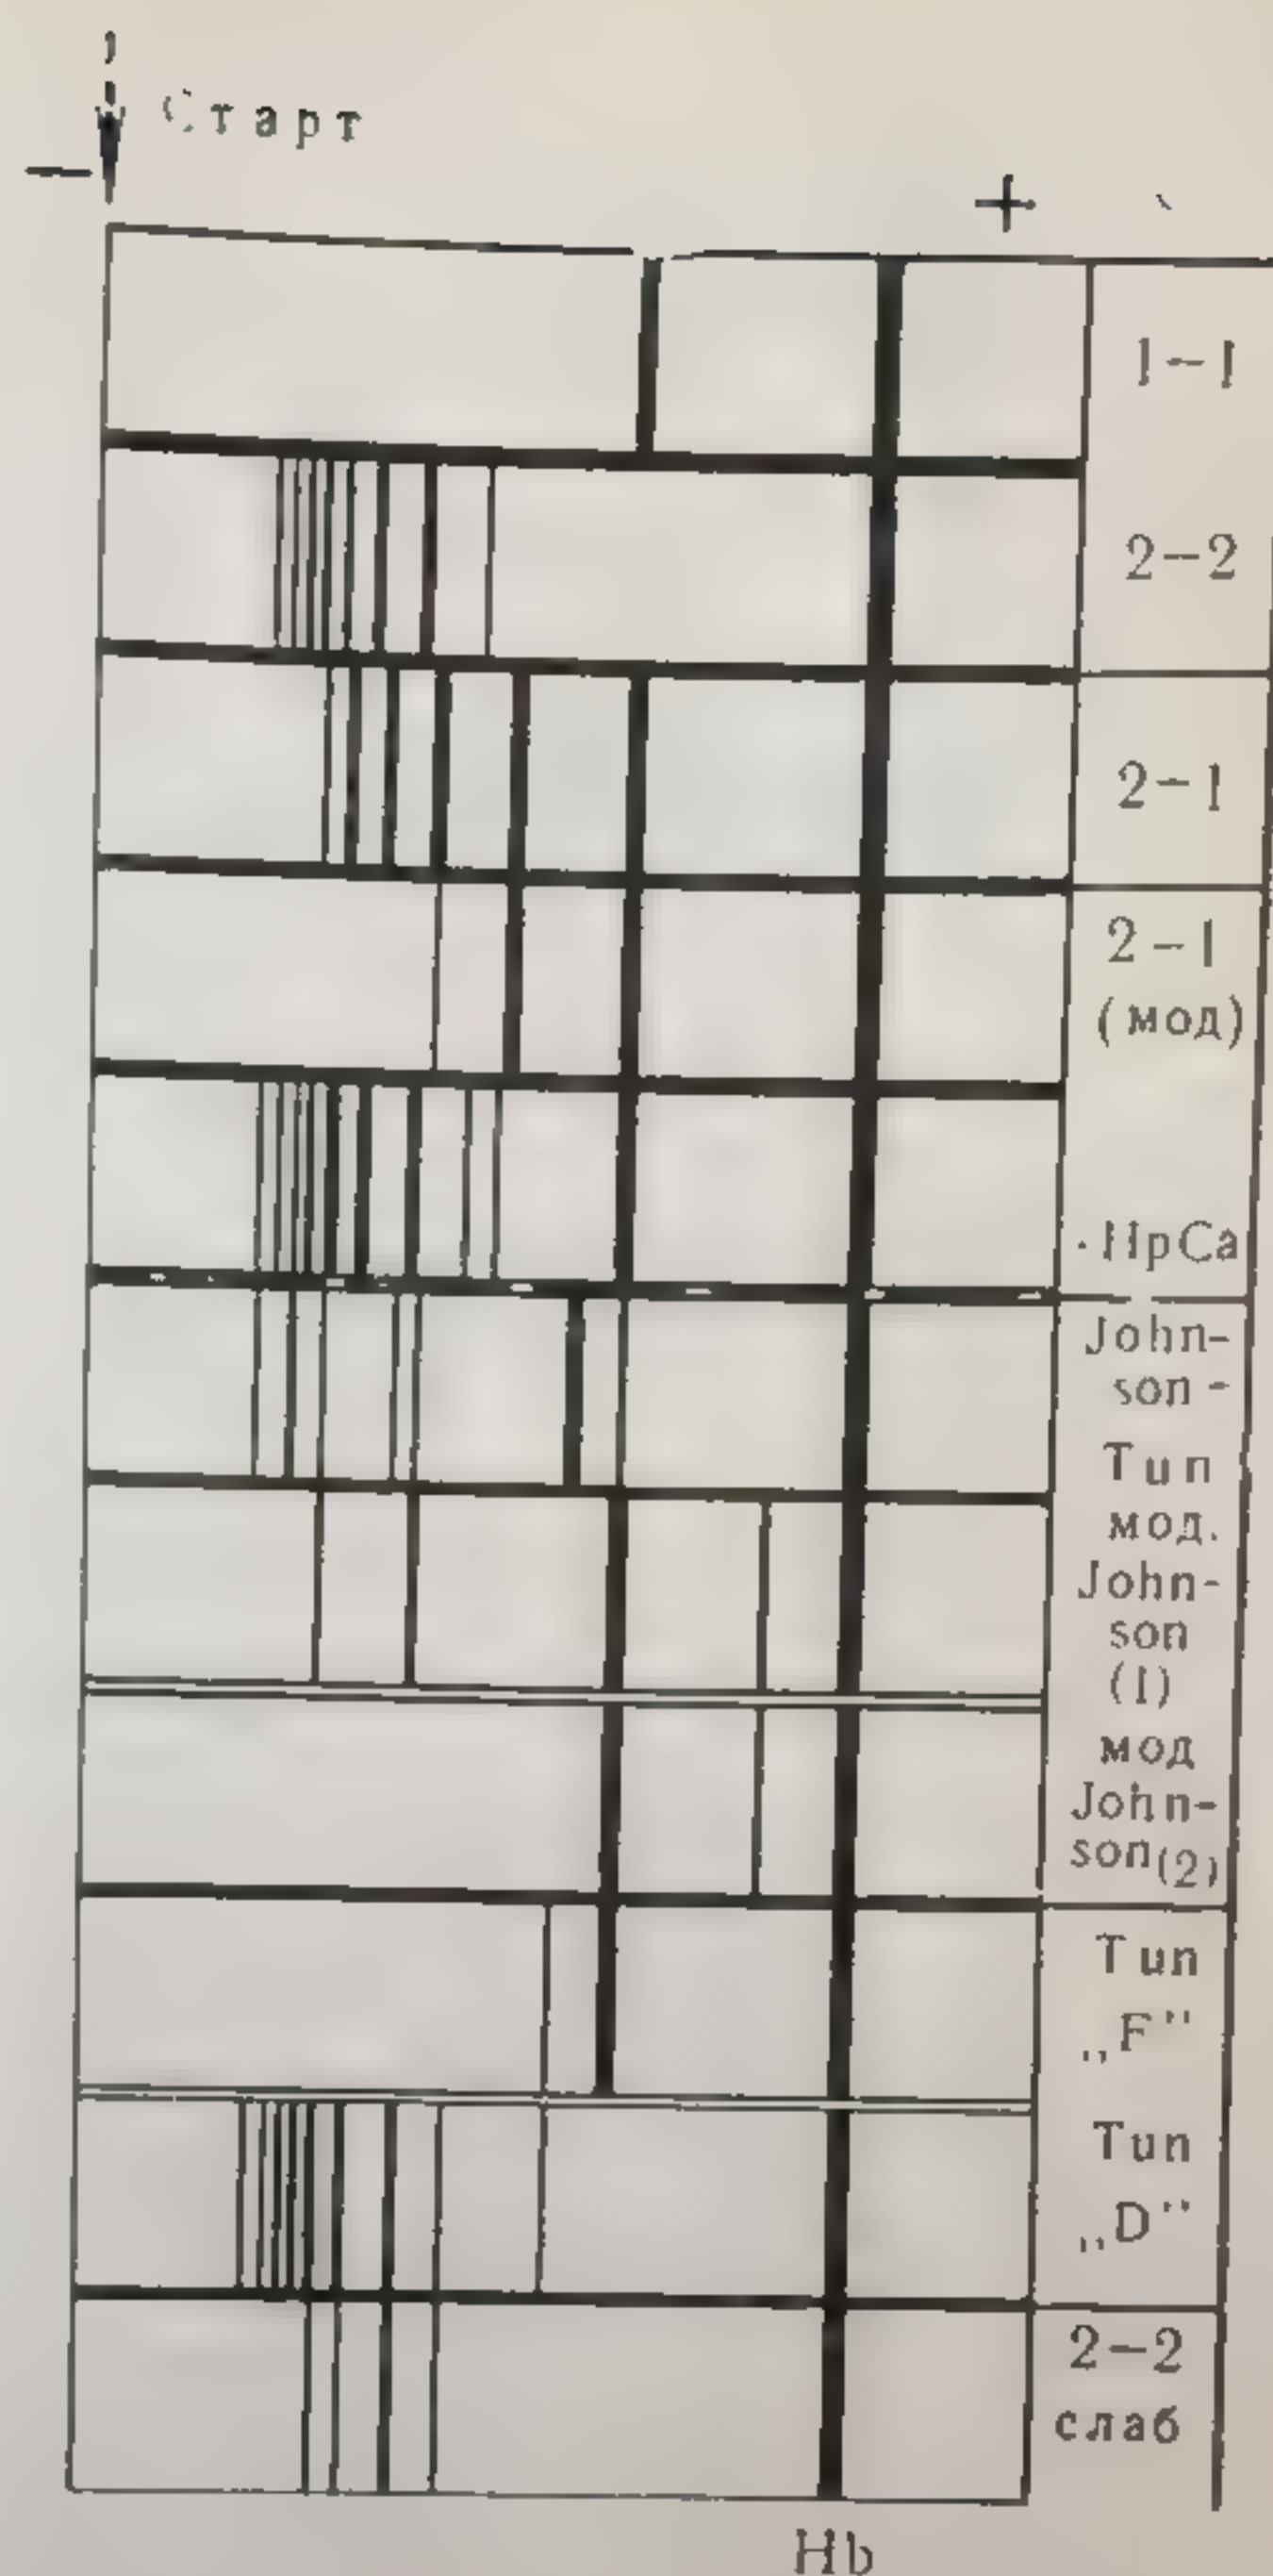 Старт
— +
1–1
2–2
2–1
2–1
(мод)
·HpCa
John-
son-
Тип
мод.
John-
son
(1)
мод
John-
son(2)
Тип
„F”
Тип
„D”
2–2
слаб
Hb